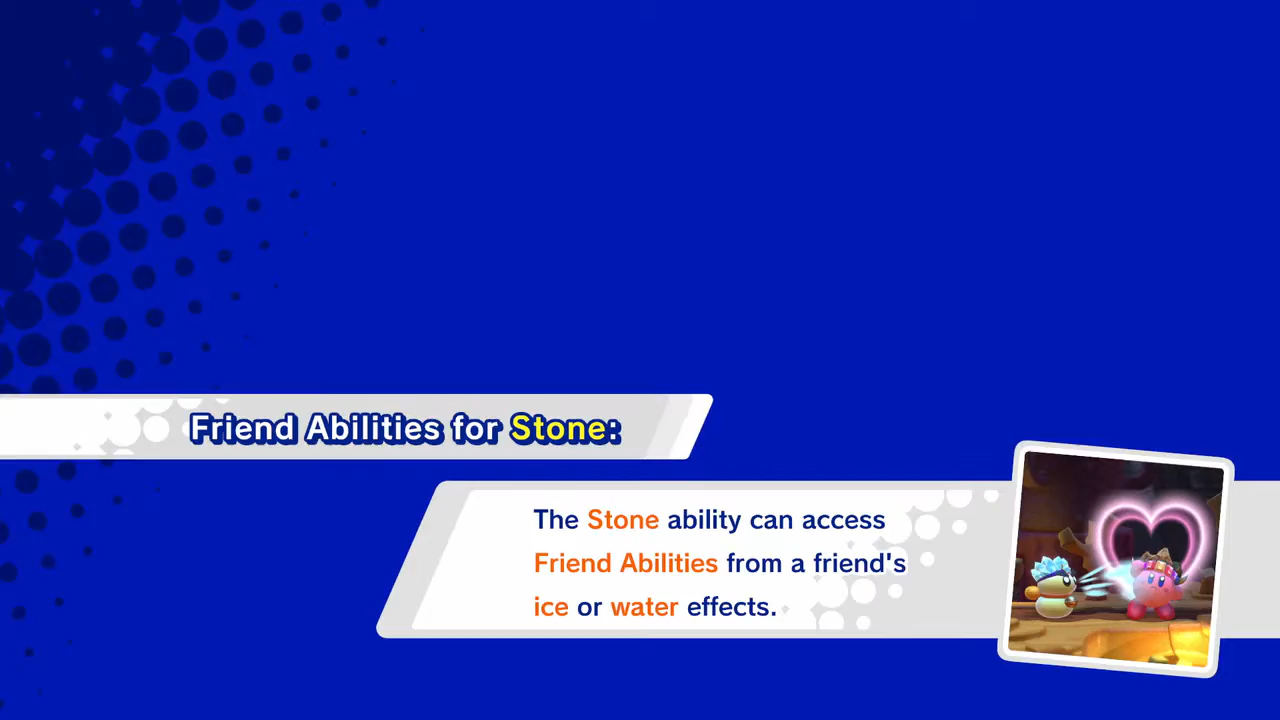 Friend Abilities for Stone:
The Stone ability can access
Friend Abilities from a friend's
ice or water effects.